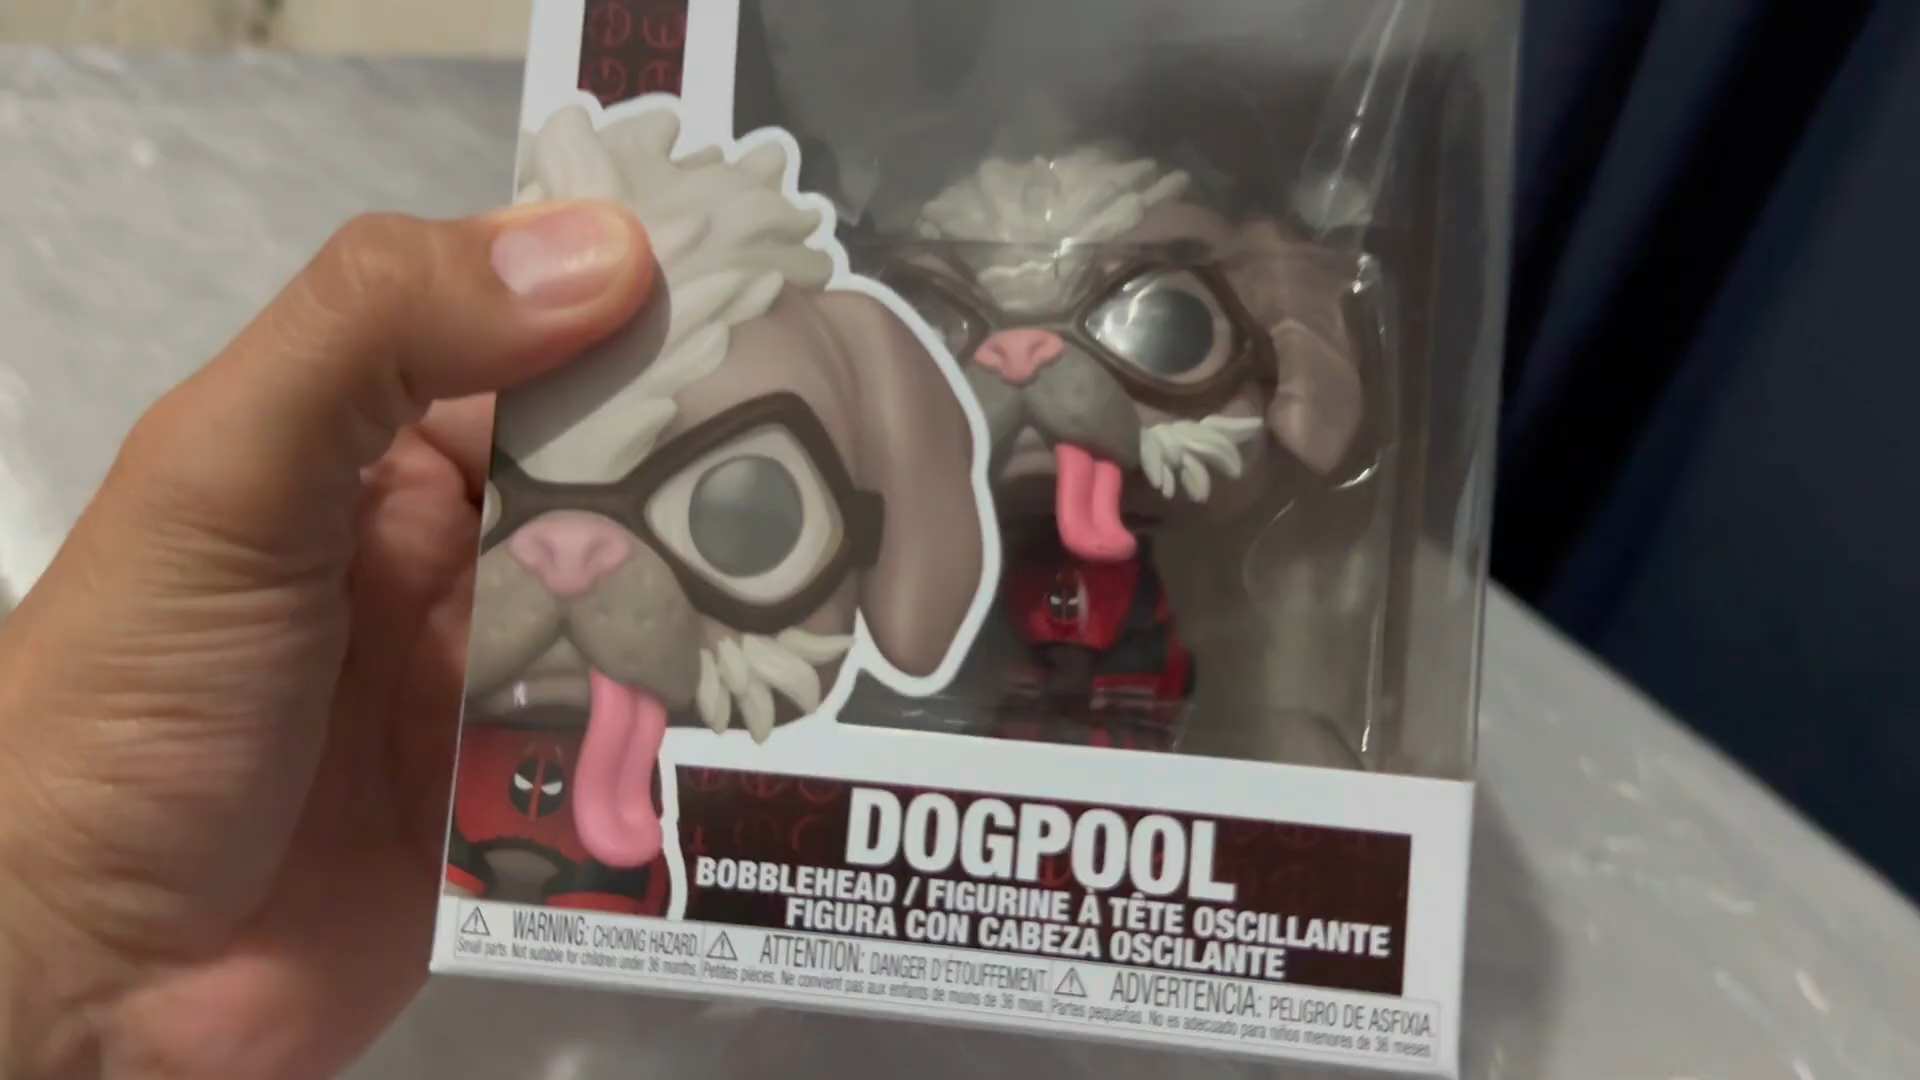 DOGPOOL
BOBBLEHEAD / FIGURINE À TÊTE OSCILLANTE
FIGURA CON CABEZA OSCILANTE
WARNING: CHOKING HAZARD.
Small parts. Not suitable for children under 36 months.
ATTENTION: DANGER D'ÉTOUFFEMENT.
Petites pièces. Ne convient pas aux enfants de moins de 36 mois.
ADVERTENCIA: PELIGRO DE ASFIXIA.
Partes pequeñas. No es adecuado para niños menores de 36 meses.